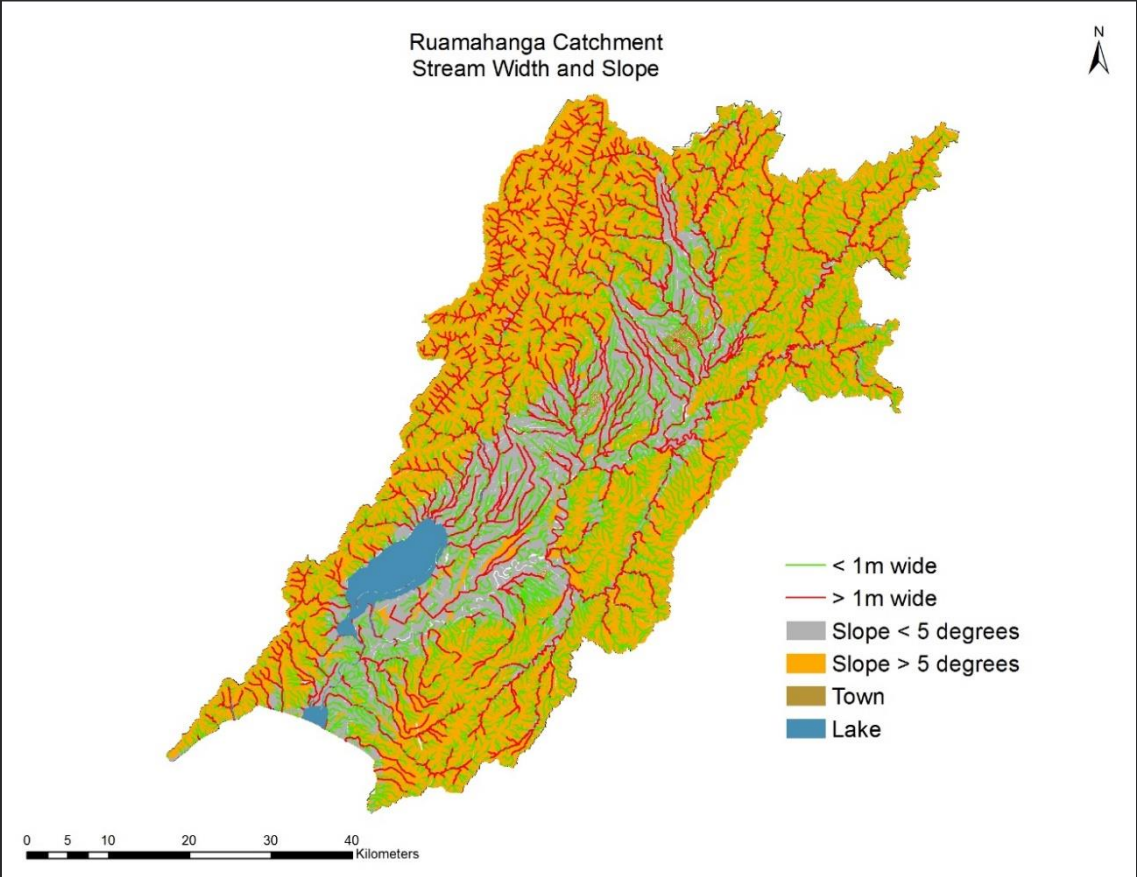 Ruamahanga Catchment
Stream Width and Slope
N
< 1m wide
> 1m wide
Slope < 5 degrees
Slope > 5 degrees
Town
Lake
0 5 10 20 30 40
Kilometers